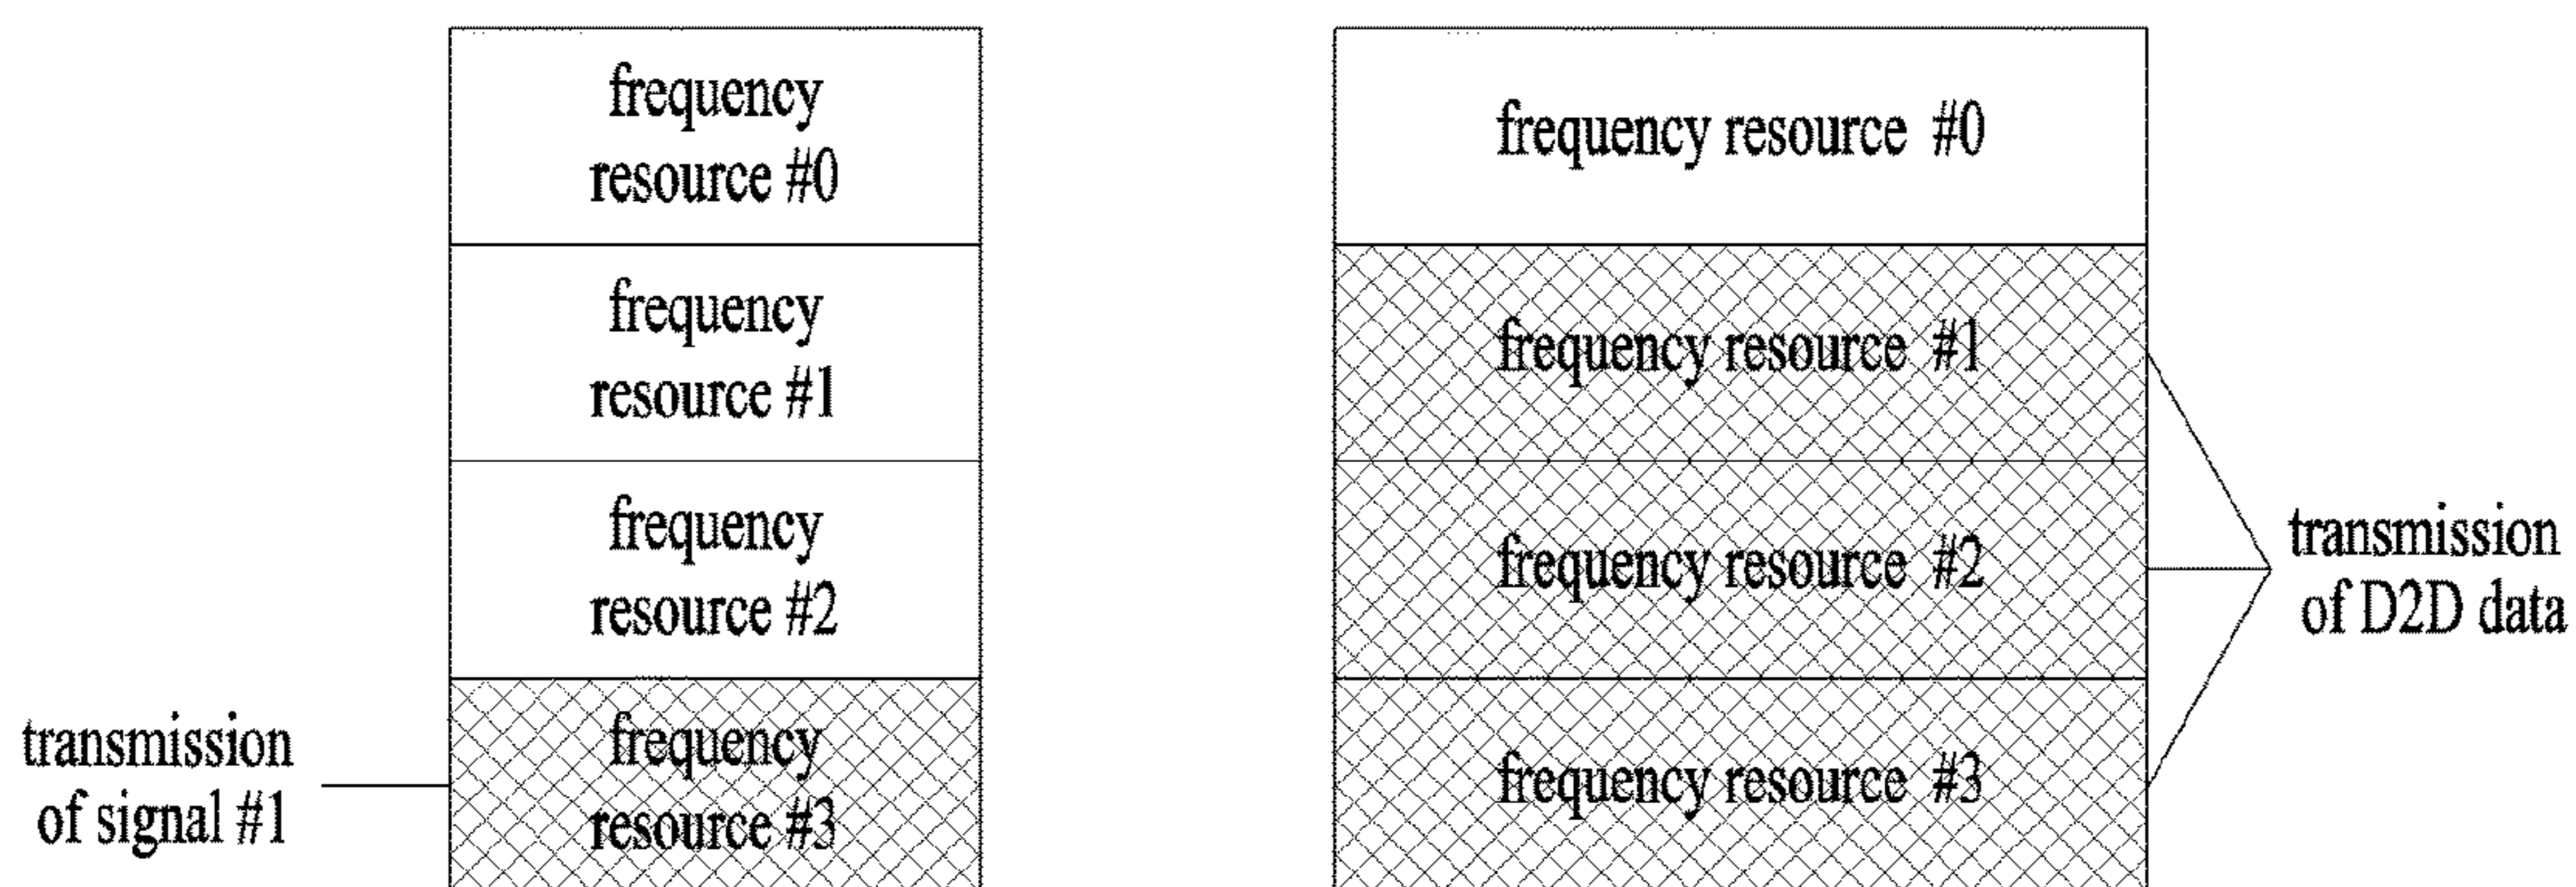 frequency
resource #0
frequency
resource #1
frequency
resource #2
frequency
resource #3
transmission
of signal #1
frequency resource #0
frequency resource #1
frequency resource #2
frequency resource #3
transmission
of D2D data